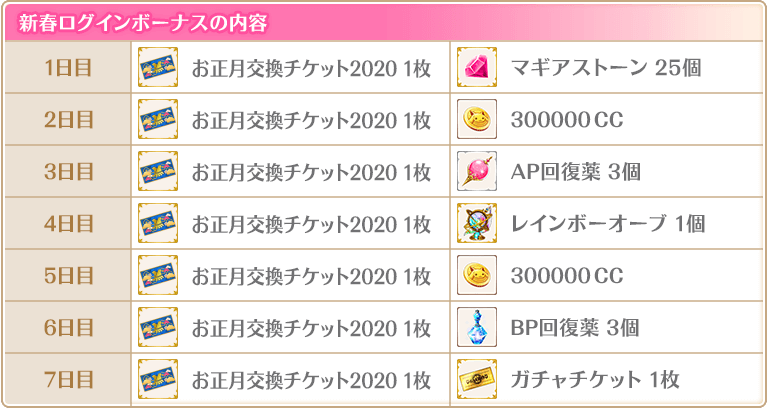 新春ログインボーナスの内容
1日目 お正月交換チケット2020 1枚 マギアストーン 25個
2日目 お正月交換チケット2020 1枚 300000CC
3日目 お正月交換チケット2020 1枚 AP回復薬 3個
4日目 お正月交換チケット2020 1枚 レインボーオーブ 1個
5日目 お正月交換チケット2020 1枚 300000CC
6日目 お正月交換チケット2020 1枚 BP回復薬 3個
7日目 お正月交換チケット2020 1枚 ガチャチケット 1枚